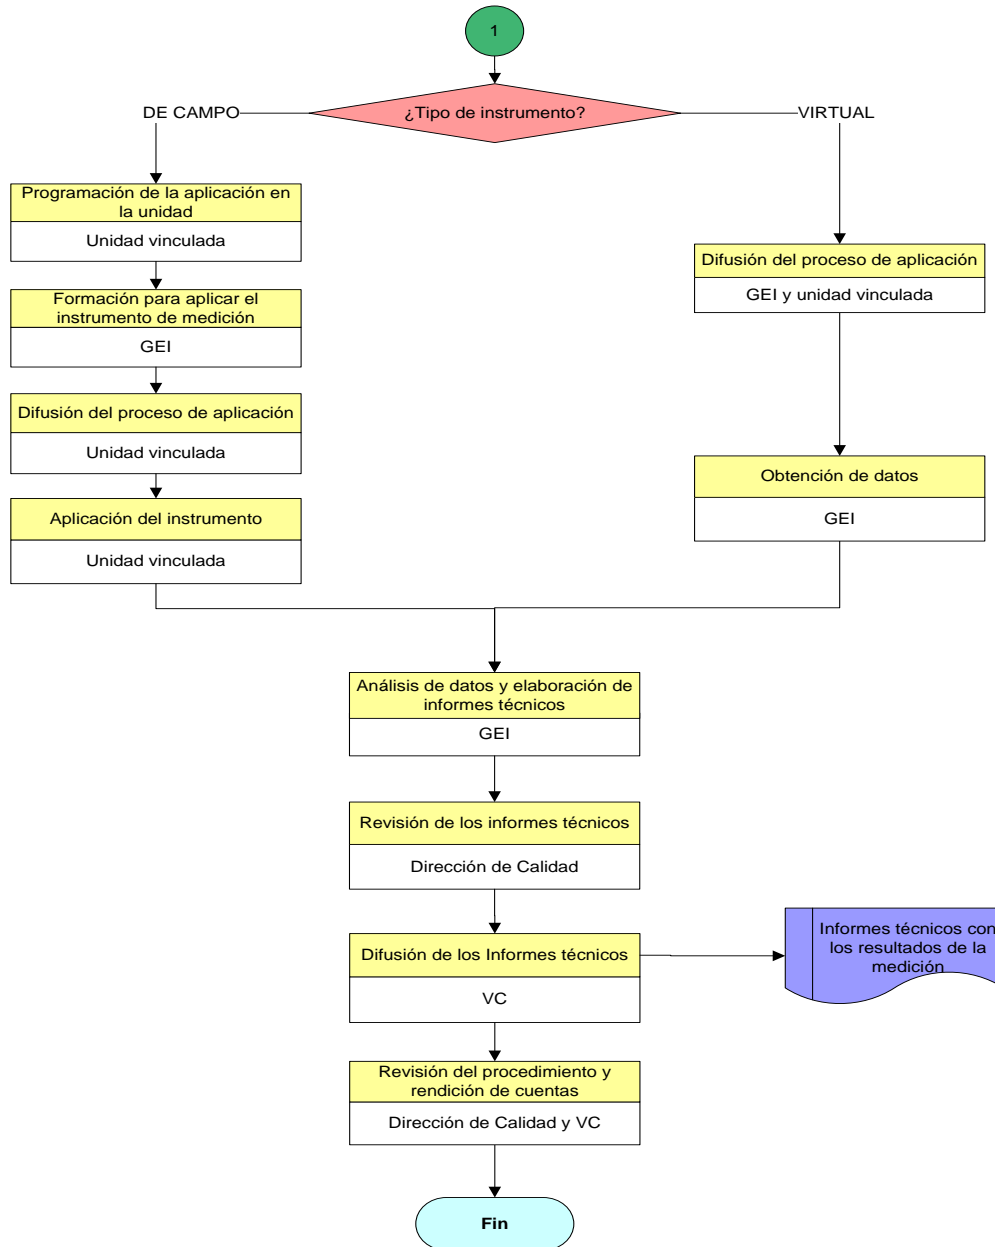 1
¿Tipo de instrumento?
DE CAMPO
VIRTUAL
Programación de la aplicación en
la unidad
Unidad vinculada
Formación para aplicar el
instrumento de medición
GEI
Difusión del proceso de aplicación
Unidad vinculada
Aplicación del instrumento
Unidad vinculada
Difusión del proceso de aplicación
GEI y unidad vinculada
Obtención de datos
GEI
Análisis de datos y elaboración de
informes técnicos
GEI
Revisión de los informes técnicos
Dirección de Calidad
Difusión de los Informes técnicos
VC
Informes técnicos con
los resultados de la
medición
Revisión del procedimiento y
rendición de cuentas
Dirección de Calidad y VC
Fin